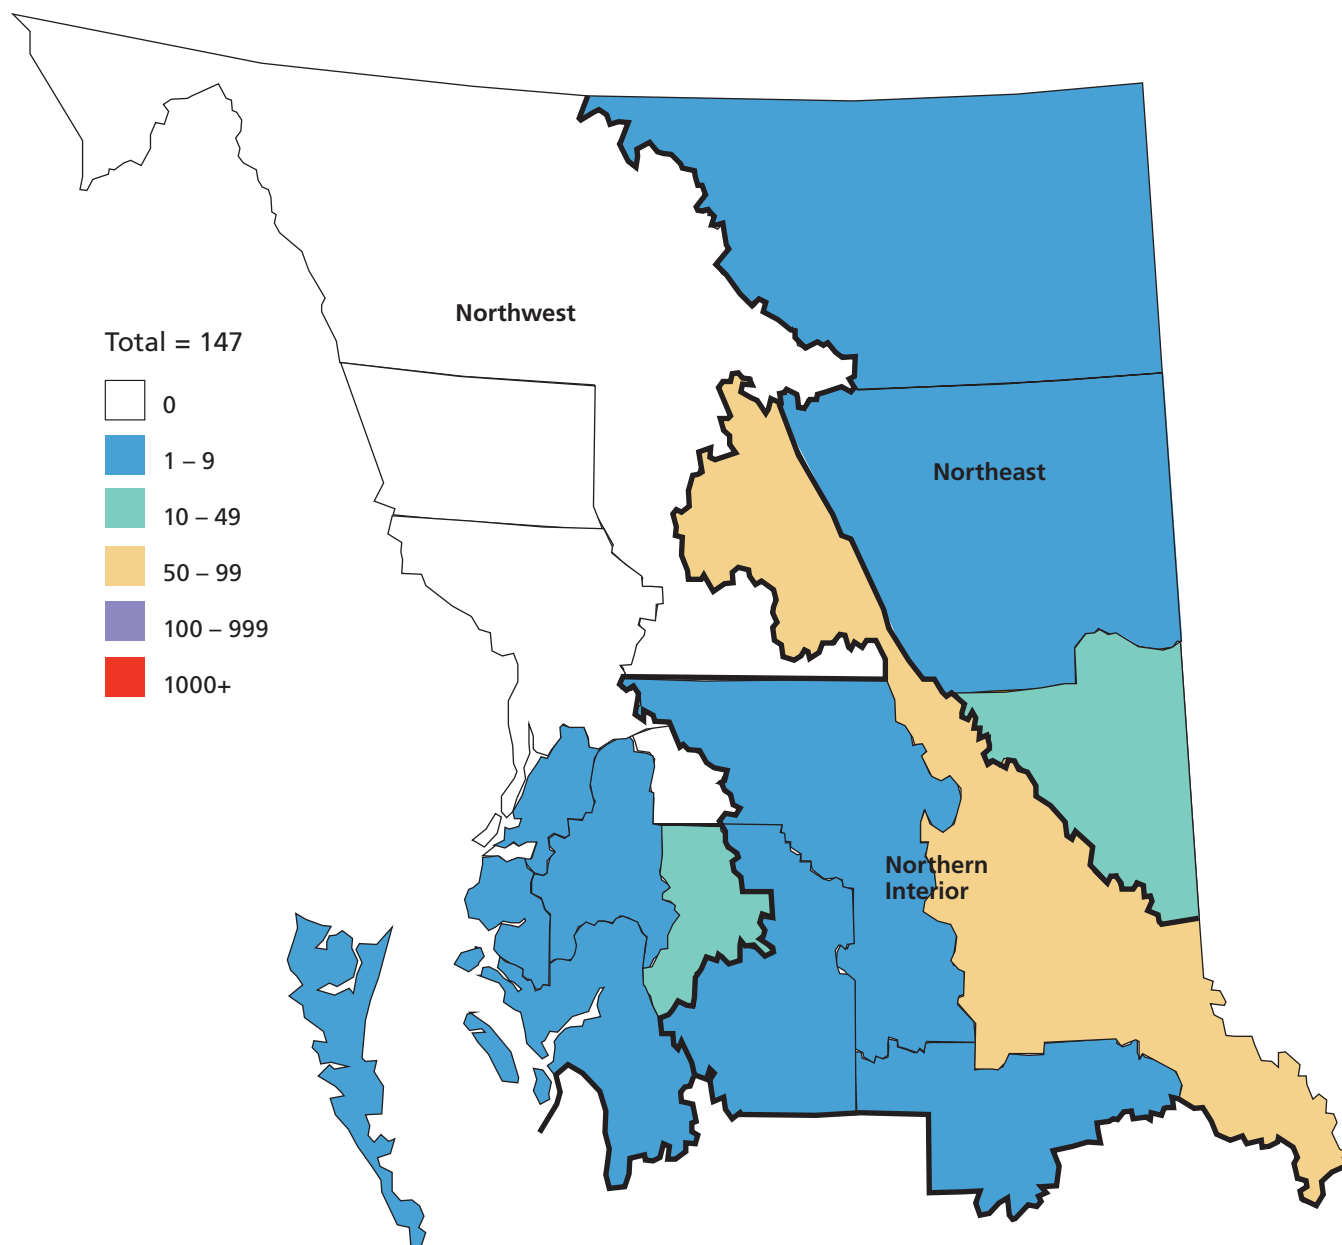 Northwest
Total = 147
0
1 – 9
10 – 49
50 – 99
100 – 999
1000+
Northeast
Northern
Interior